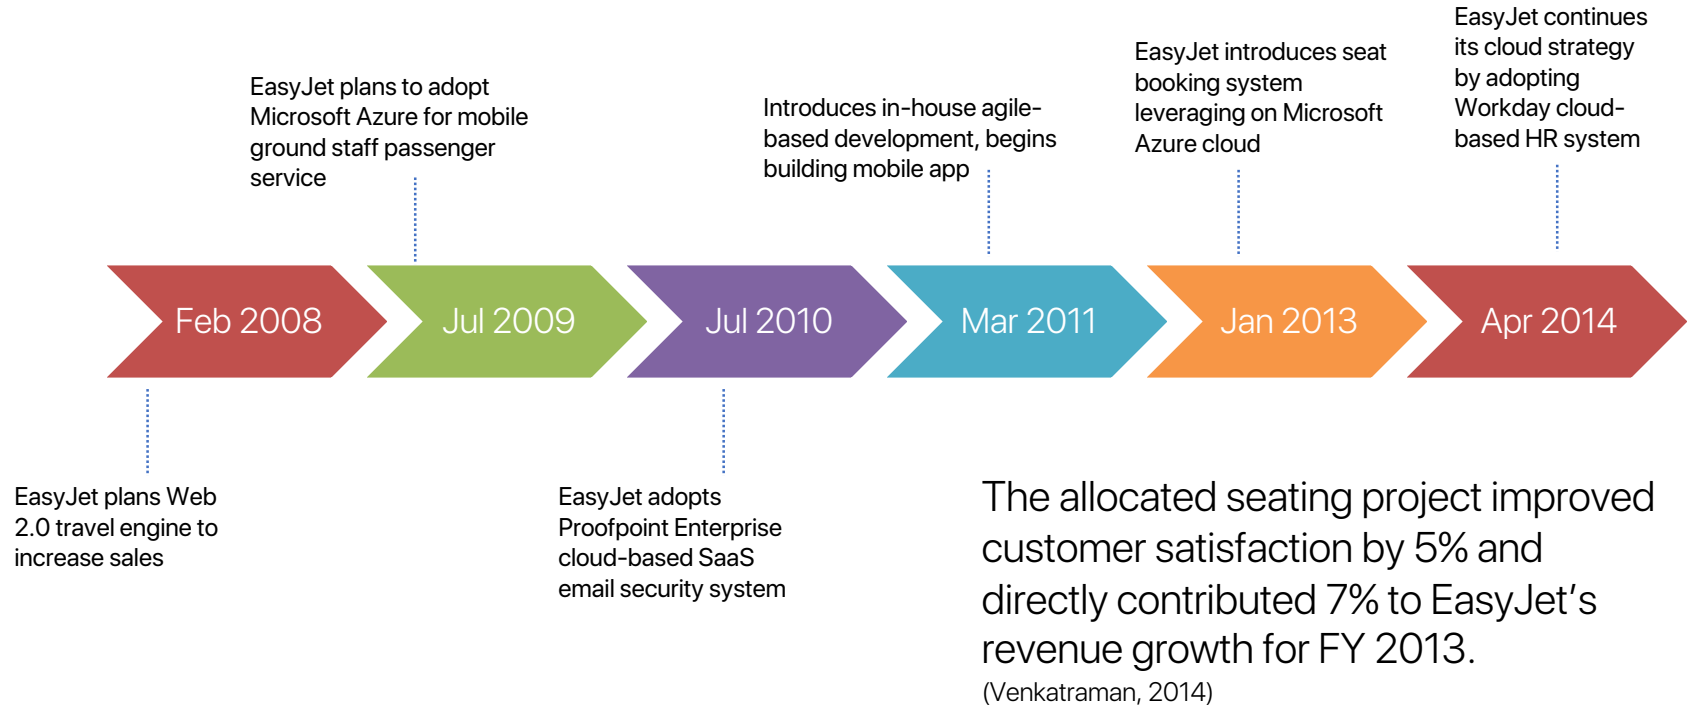 EasyJet continues
its cloud strategy
by adopting
Workday cloud-
based HR system
EasyJet introduces seat
booking system
leveraging on Microsoft
Azure cloud
EasyJet plans to adopt
Microsoft Azure for mobile
ground staff passenger
service
Introduces in-house agile-
based development, begins
building mobile app
Feb 2008
Jul 2009
Jul 2010
Mar 2011
Jan 2013
Apr 2014
EasyJet plans Web
2.0 travel engine to
increase sales
EasyJet adopts
Proofpoint Enterprise
cloud-based SaaS
email security system
The allocated seating project improved
customer satisfaction by 5% and
directly contributed 7% to EasyJet’s
revenue growth for FY 2013.
(Venkatraman, 2014)